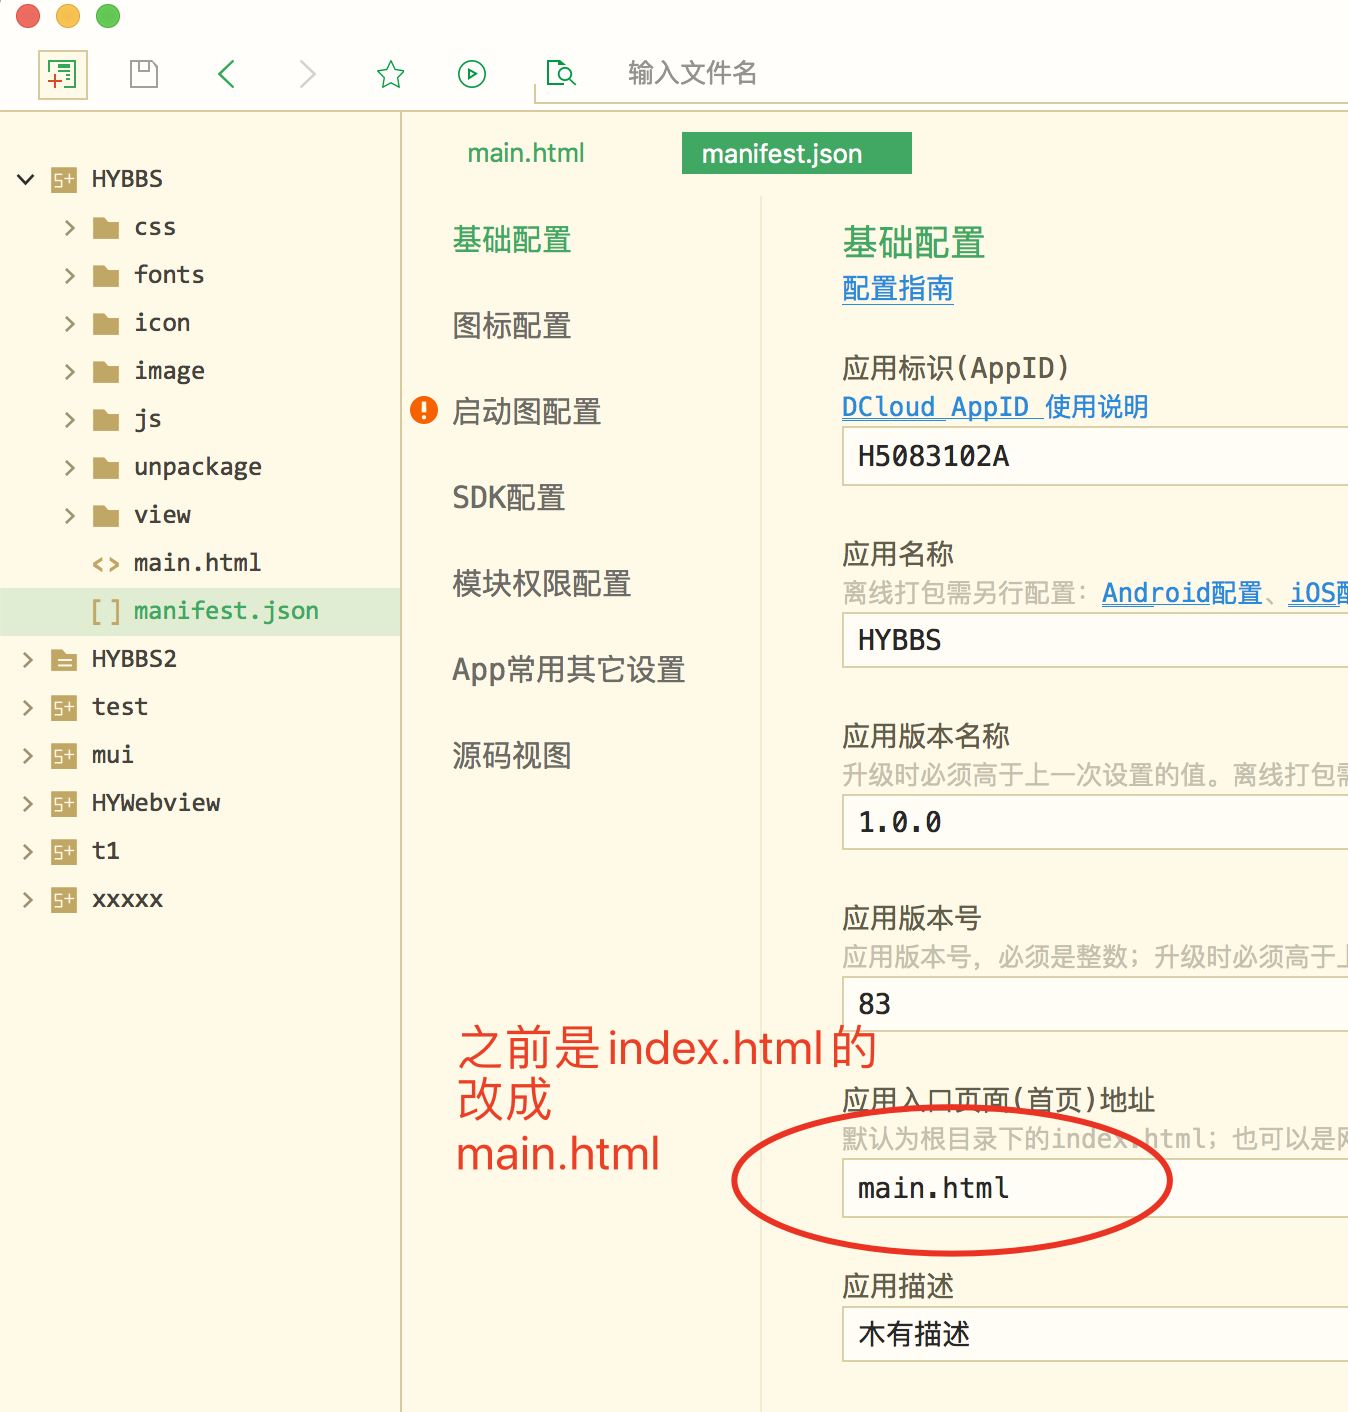 输入文件名
HYBBS
css
fonts
icon
image
js
unpackage
view
main.html
manifest.json
HYBBS2
test
mui
HYWebview
t1
xxxxx
main.html
manifest.json
基础配置
图标配置
启动图配置
SDK配置
模块权限配置
App常用其它设置
源码视图
基础配置
配置指南
应用标识(AppID)
DCloud AppID 使用说明
H5083102A
应用名称
离线打包需另行配置：Android配置、iOS配
HYBBS
应用版本名称
升级时必须高于上一次设置的值。离线打包需
1.0.0
应用版本号
应用版本号，必须是整数；升级时必须高于上
83
之前是index.html的
改成
main.html
应用入口页面(首页)地址
默认为根目录下的index.html；也可以是网
main.html
应用描述
木有描述